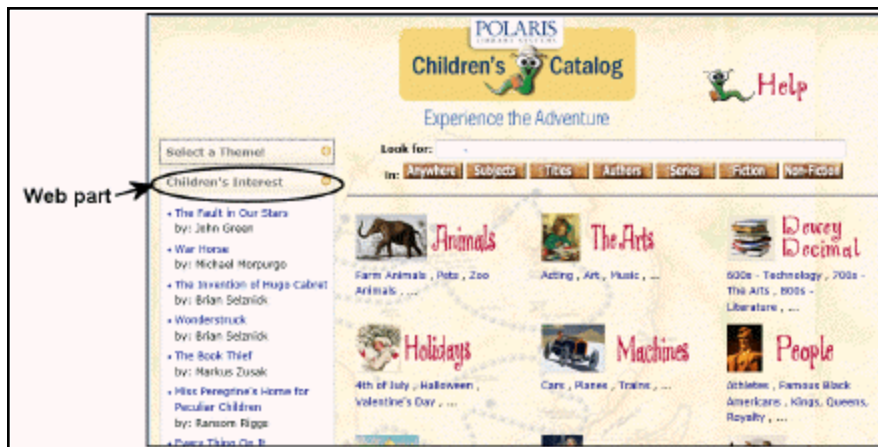 POLARIS
LIBRARY SYSTEMS
Children's Catalog
Help
Experience the Adventure
Select a Theme!
Look for:
In: Anywhere Subjects Titles Authors Series Fiction Non-Fiction
Web part
Children's Interest
The Fault in Our Stars
by: John Green
War Horse
by: Michael Morpurgo
The Invention of Hugo Cabret
by: Brian Selznick
Wonderstruck
by: Brian Selznick
The Book Thief
by: Markus Zusak
Miss Peregrine's Home for
Peculiar Children
by: Ransom Riggs
Every Thing On It
Animals
Farm Animals , Pets , Zoo
Animals , ...
The Arts
Acting , Art , Music , ...
Dewey
Decimal
600s - Technology , 700s -
The Arts , 800s -
Literature , ...
Holidays
4th of July , Halloween ,
Valentine's Day , ...
Machines
Cars , Planes , Trains , ...
People
Athletes , Famous Black
Americans , Kings, Queens,
Royalty , ...